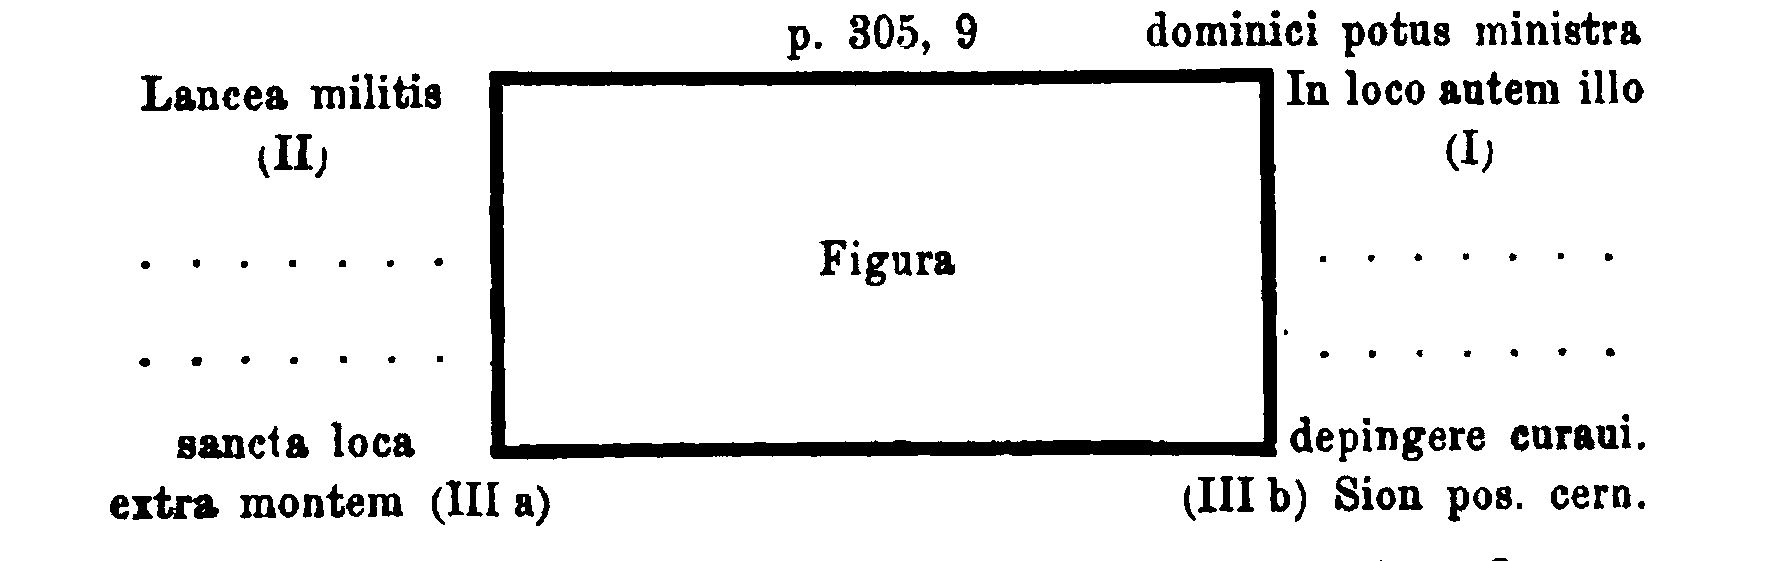 p. 305, 9 dominici potus ministra
Lancea militis In loco autem illo
(II) (I)
. . . . . . . . . . . . . .
Figura
. . . . . . . . . . . . . .
sancta loca depingere curaui.
extra montem (III a) (III b) Sion pos. cern.